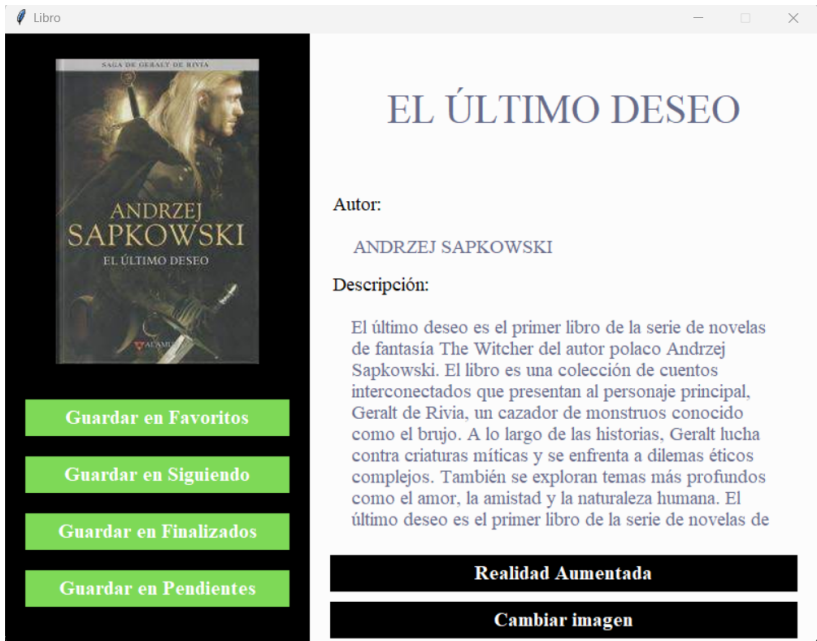 Libro
SAGA DE GERALT DE RIVIA
ANDRZEJ
SAPKOWSKI
EL ÚLTIMO DESEO
Guardar en Favoritos
Guardar en Siguiendo
Guardar en Finalizados
Guardar en Pendientes
EL ÚLTIMO DESEO
Autor:
ANDRZEJ SAPKOWSKI
Descripción:
El último deseo es el primer libro de la serie de novelas
de fantasía The Witcher del autor polaco Andrzej
Sapkowski. El libro es una colección de cuentos
interconectados que presentan al personaje principal,
Geralt de Rivia, un cazador de monstruos conocido
como el brujo. A lo largo de las historias, Geralt lucha
contra criaturas míticas y se enfrenta a dilemas éticos
complejos. También se exploran temas más profundos
como el amor, la amistad y la naturaleza humana. El
último deseo es el primer libro de la serie de novelas de
Realidad Aumentada
Cambiar imagen